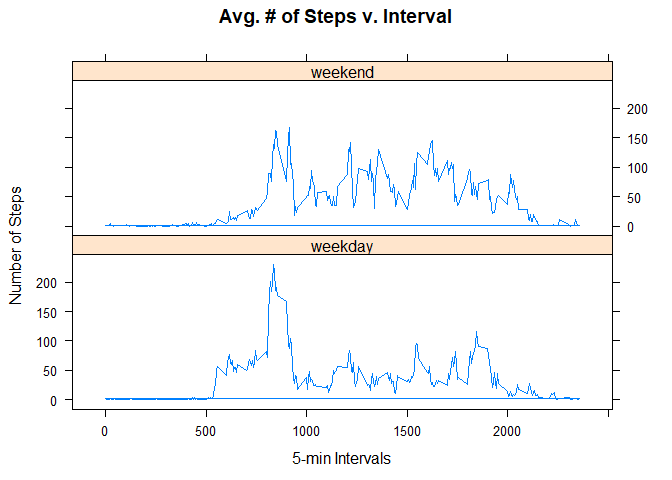 Avg. # of Steps v. Interval
weekend
200
150
100
50
0
weekday
200
150
100
50
0
Number of Steps
0 500 1000 1500 2000
5-min Intervals